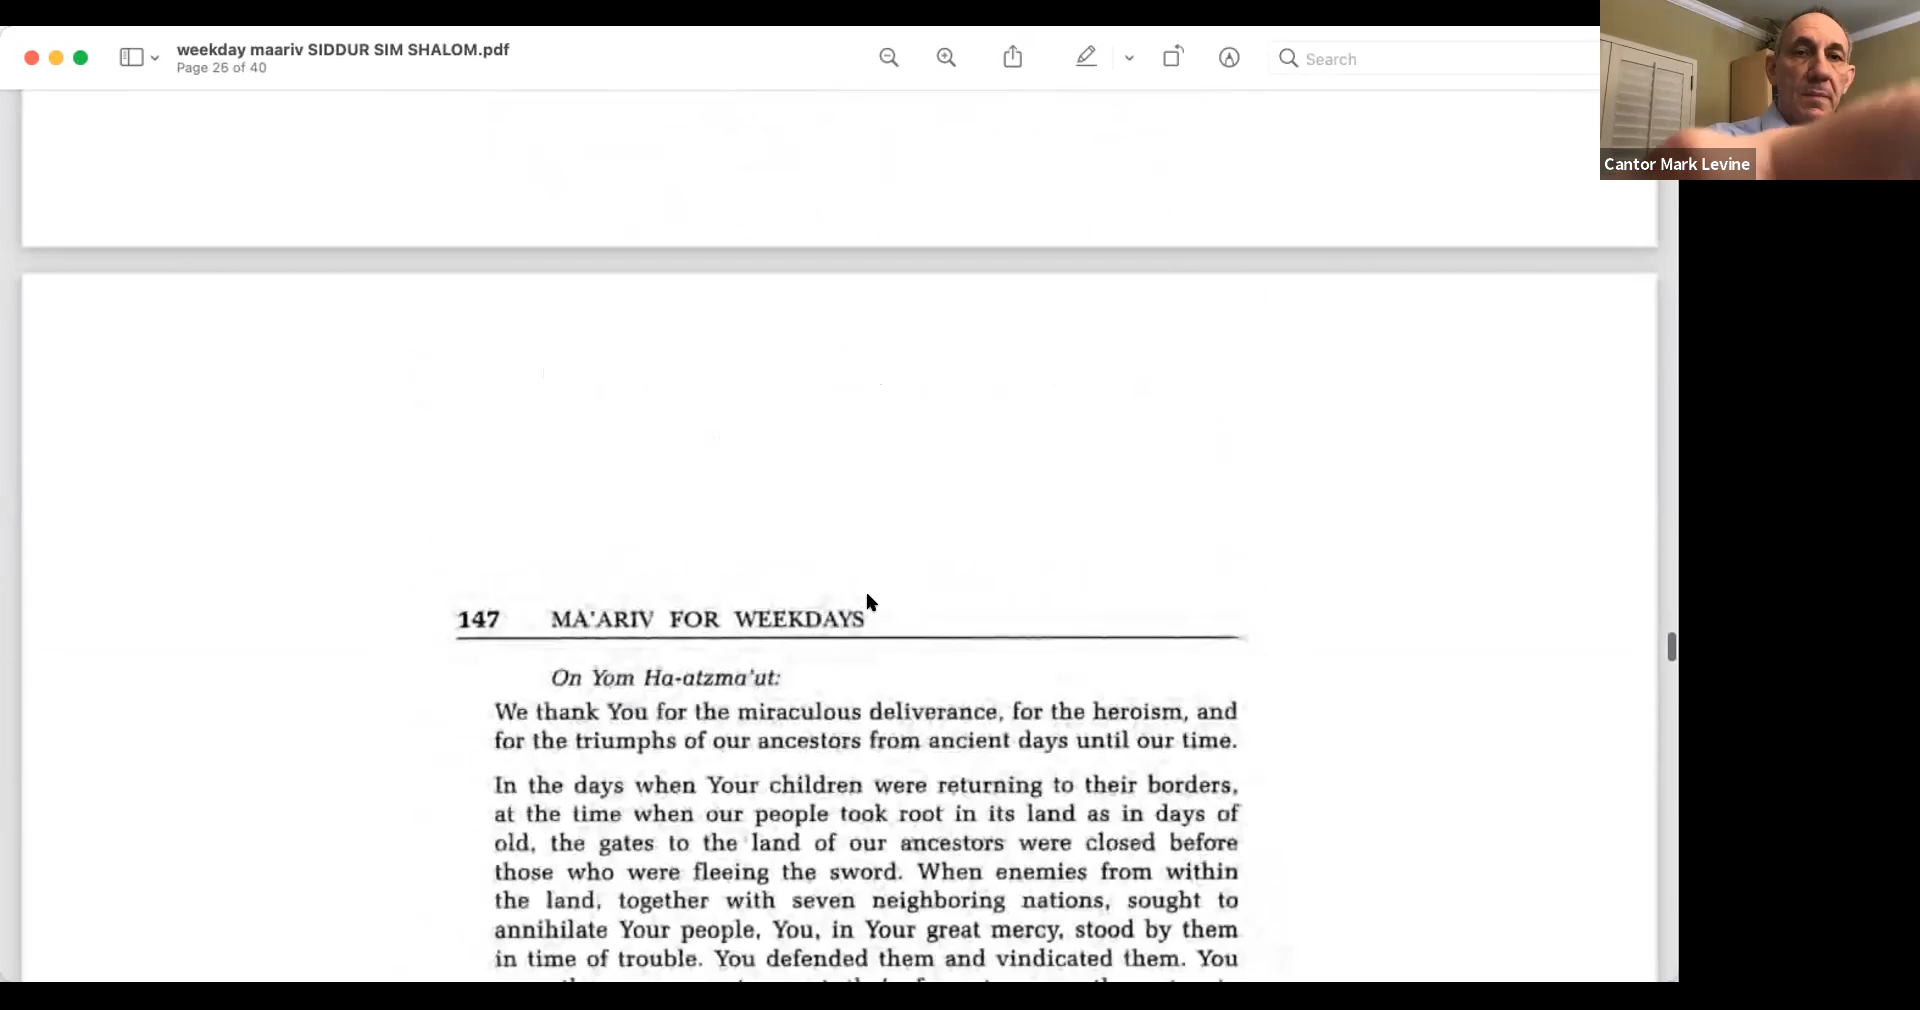 weekday maariv SIDDUR SIM SHALOM.pdf
Page 26 of 40
Search
Cantor Mark Levine
147 MA'ARIV FOR WEEKDAYS
On Yom Ha-atzma'ut:
We thank You for the miraculous deliverance, for the heroism, and
for the triumphs of our ancestors from ancient days until our time.
In the days when Your children were returning to their borders,
at the time when our people took root in its land as in days of
old, the gates to the land of our ancestors were closed before
those who were fleeing the sword. When enemies from within
the land, together with seven neighboring nations, sought to
annihilate Your people, You, in Your great mercy, stood by them
in time of trouble. You defended them and vindicated them. You